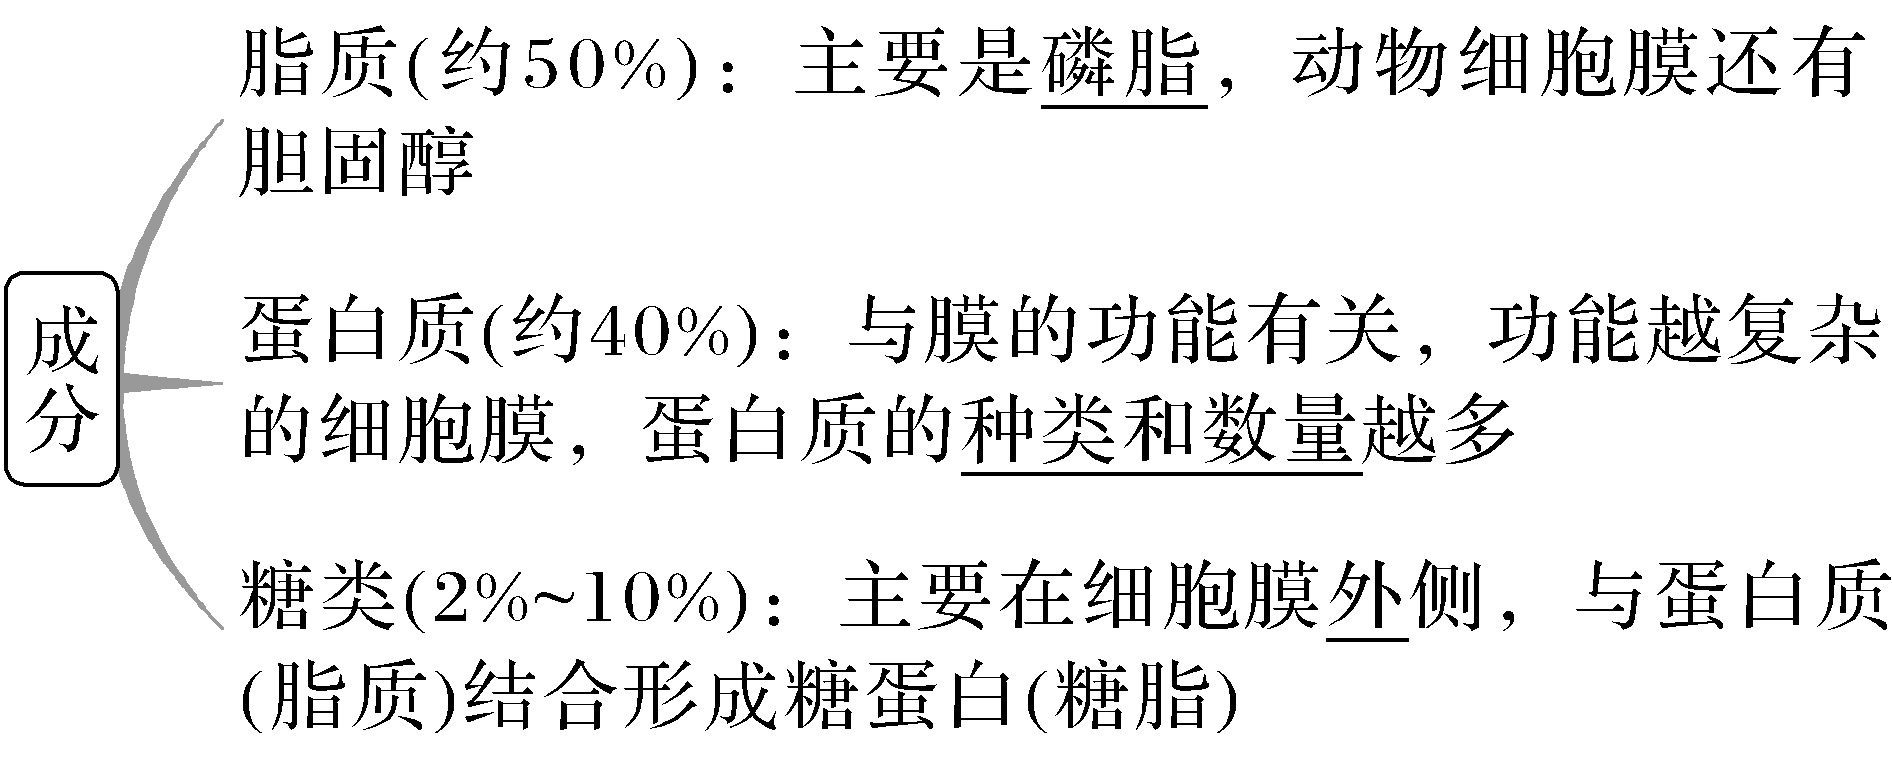 脂质(约50%)：主要是磷脂，动物细胞膜还有
胆固醇
成
分
蛋白质(约40%)：与膜的功能有关，功能越复杂
的细胞膜，蛋白质的种类和数量越多
糖类(2%~10%)：主要在细胞膜外侧，与蛋白质
(脂质)结合形成糖蛋白(糖脂)